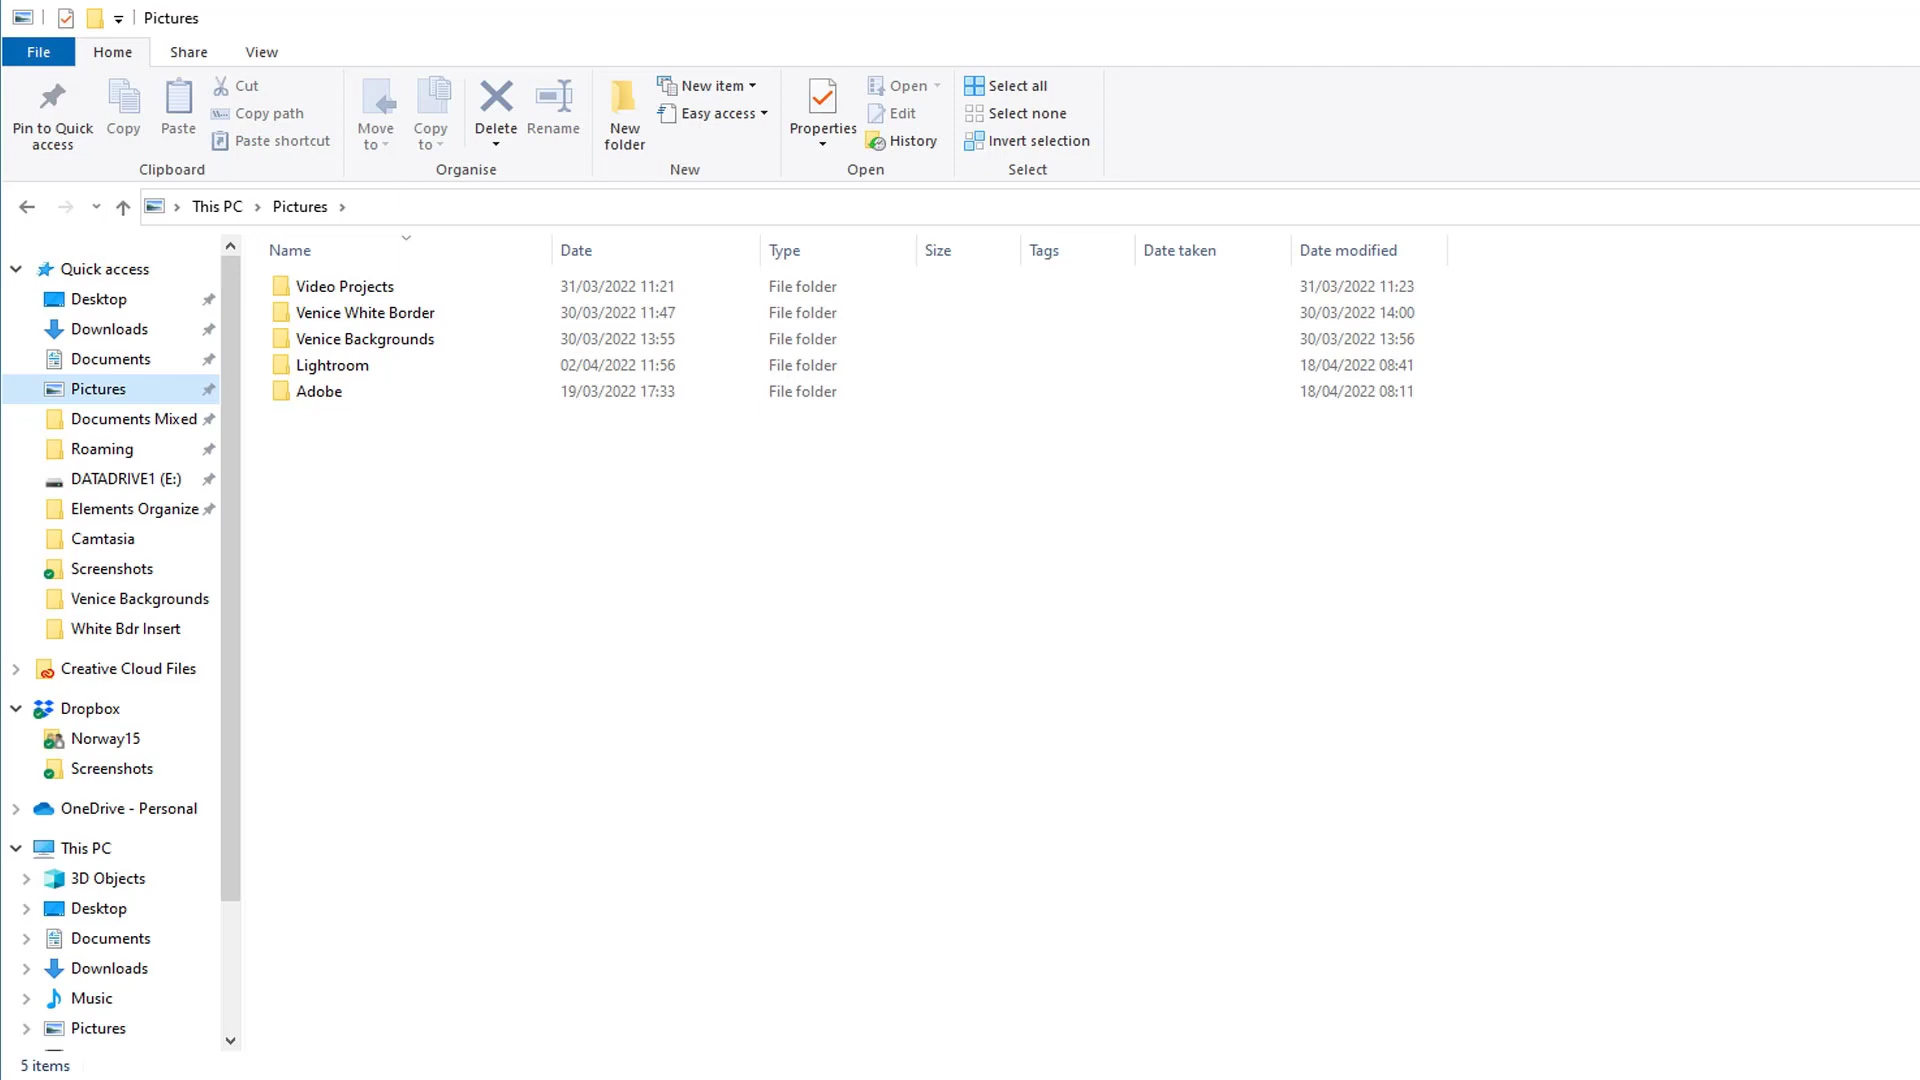 Pictures
File Home Share View
Pin to Quick access
Copy
Paste
Cut
Copy path
Paste shortcut
Clipboard
Move to
Copy to
Delete
Rename
Organise
New folder
New item
Easy access
New
Properties
Open
Edit
History
Open
Select all
Select none
Invert selection
Select
This PC Pictures
Name Date Type Size Tags Date taken Date modified
Video Projects 31/03/2022 11:21 File folder 31/03/2022 11:23
Venice White Border 30/03/2022 11:47 File folder 30/03/2022 14:00
Venice Backgrounds 30/03/2022 13:55 File folder 30/03/2022 13:56
Lightroom 02/04/2022 11:56 File folder 18/04/2022 08:41
Adobe 19/03/2022 17:33 File folder 18/04/2022 08:11
Quick access
Desktop
Downloads
Documents
Pictures
Documents Mixed
Roaming
DATADRIVE1 (E:)
Elements Organize
Camtasia
Screenshots
Venice Backgrounds
White Bdr Insert
Creative Cloud Files
Dropbox
Norway15
Screenshots
OneDrive - Personal
This PC
3D Objects
Desktop
Documents
Downloads
Music
Pictures
5 items